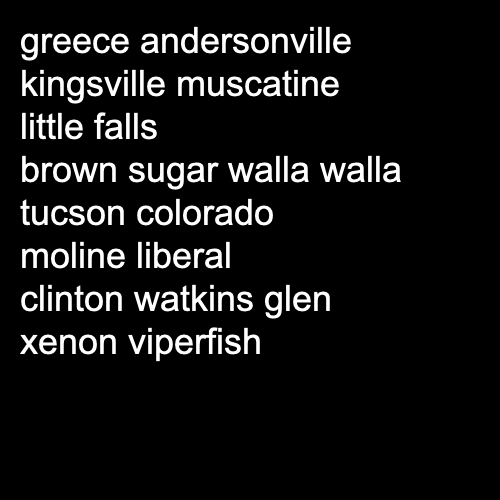 greece andersonville
kingsville muscatine
little falls
brown sugar walla walla
tucson colorado
moline liberal
clinton watkins glen
xenon viperfish